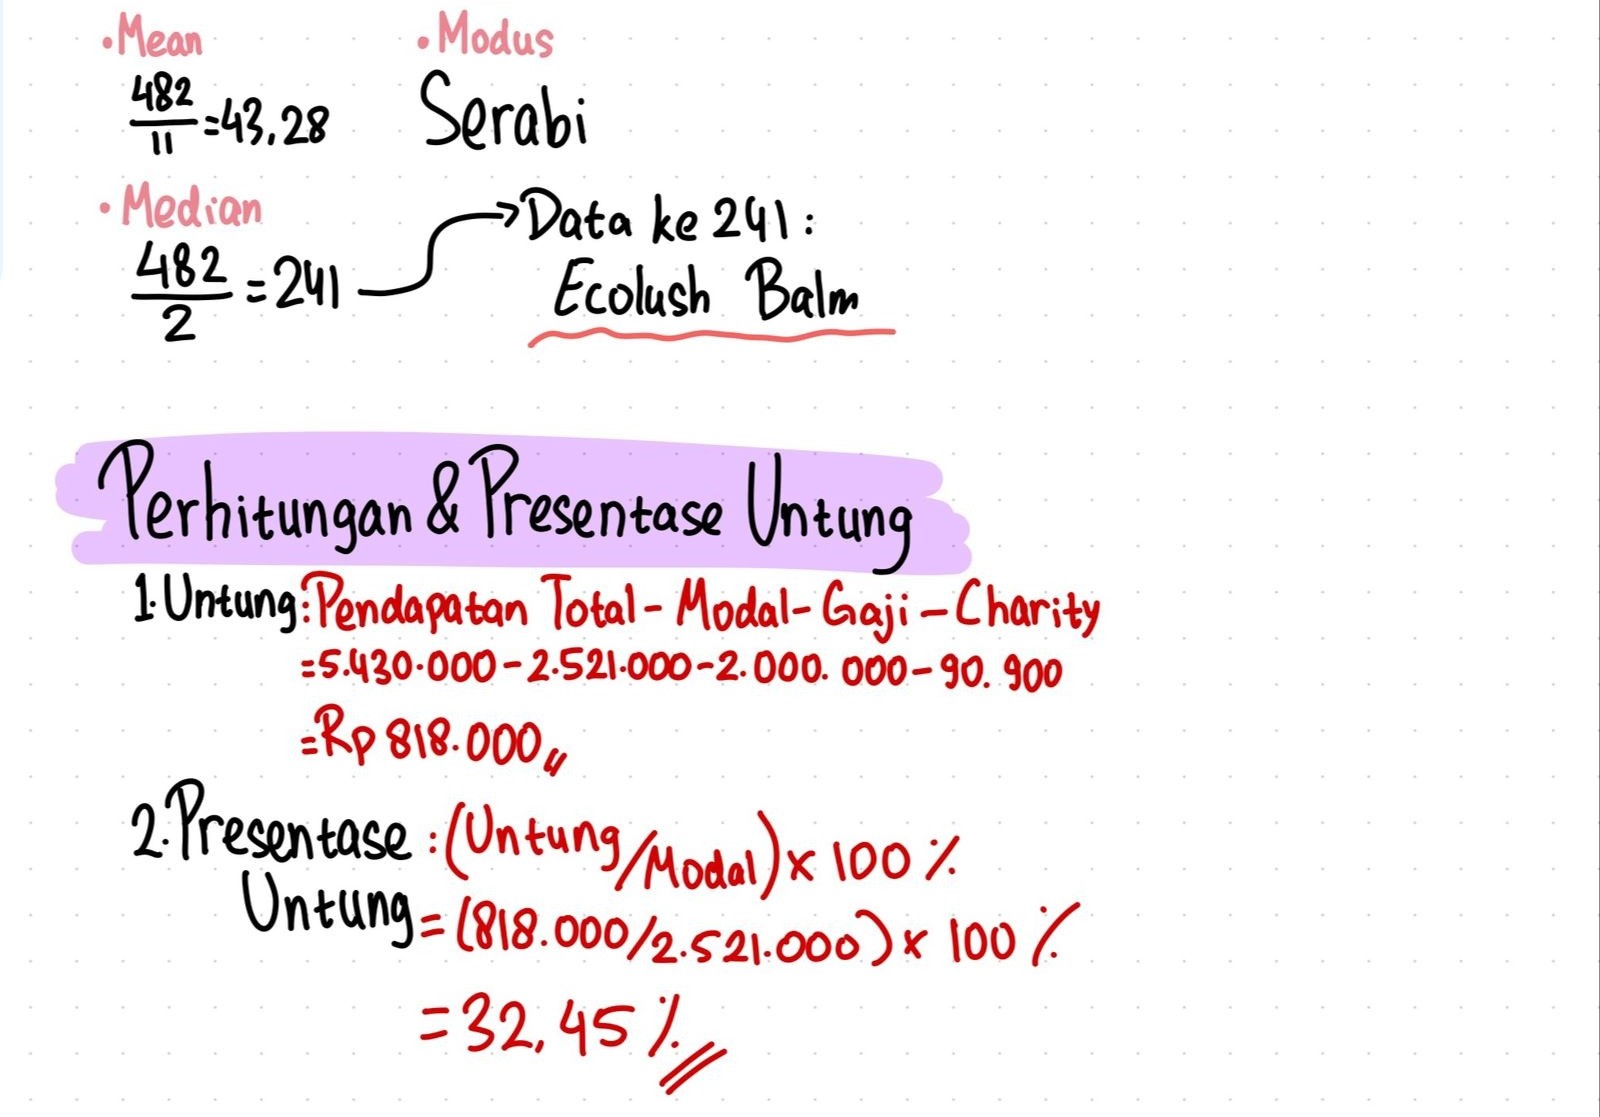 •Mean
482
11
=43,28
•Modus
Serabi
•Median
482
2
=241
Data ke 241:
Ecolush Balm
Perhitungan & Presentase Untung
1.Untung:Pendapatan Total-Modal-Gaji-Charity
=5.430.000-2.521.000-2.000.000-90.900
=Rp 818.000,,
2.Presentase:(Untung/Modal)x 100%
Untung=(818.000/2.521.000)x 100%
=32,45%